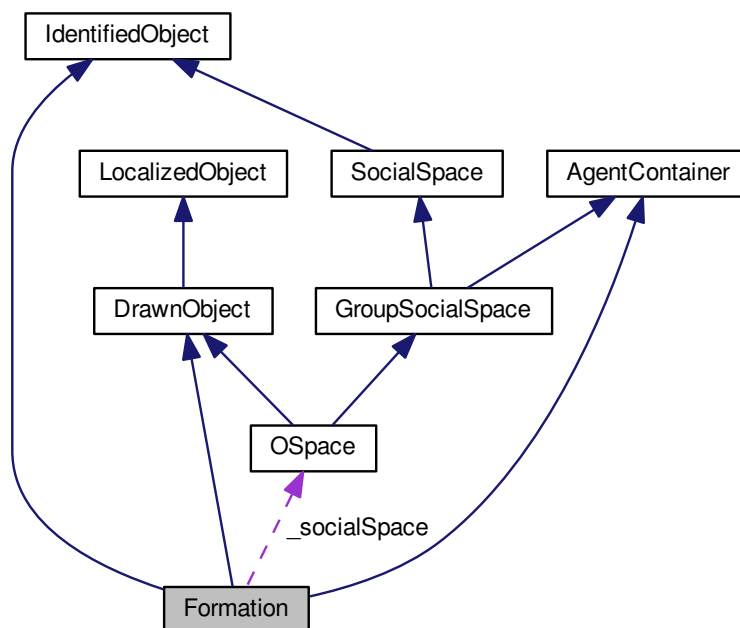 IdentifiedObject
LocalizedObject
SocialSpace
AgentContainer
DrawnObject
GroupSocialSpace
OSpace
_socialSpace
Formation